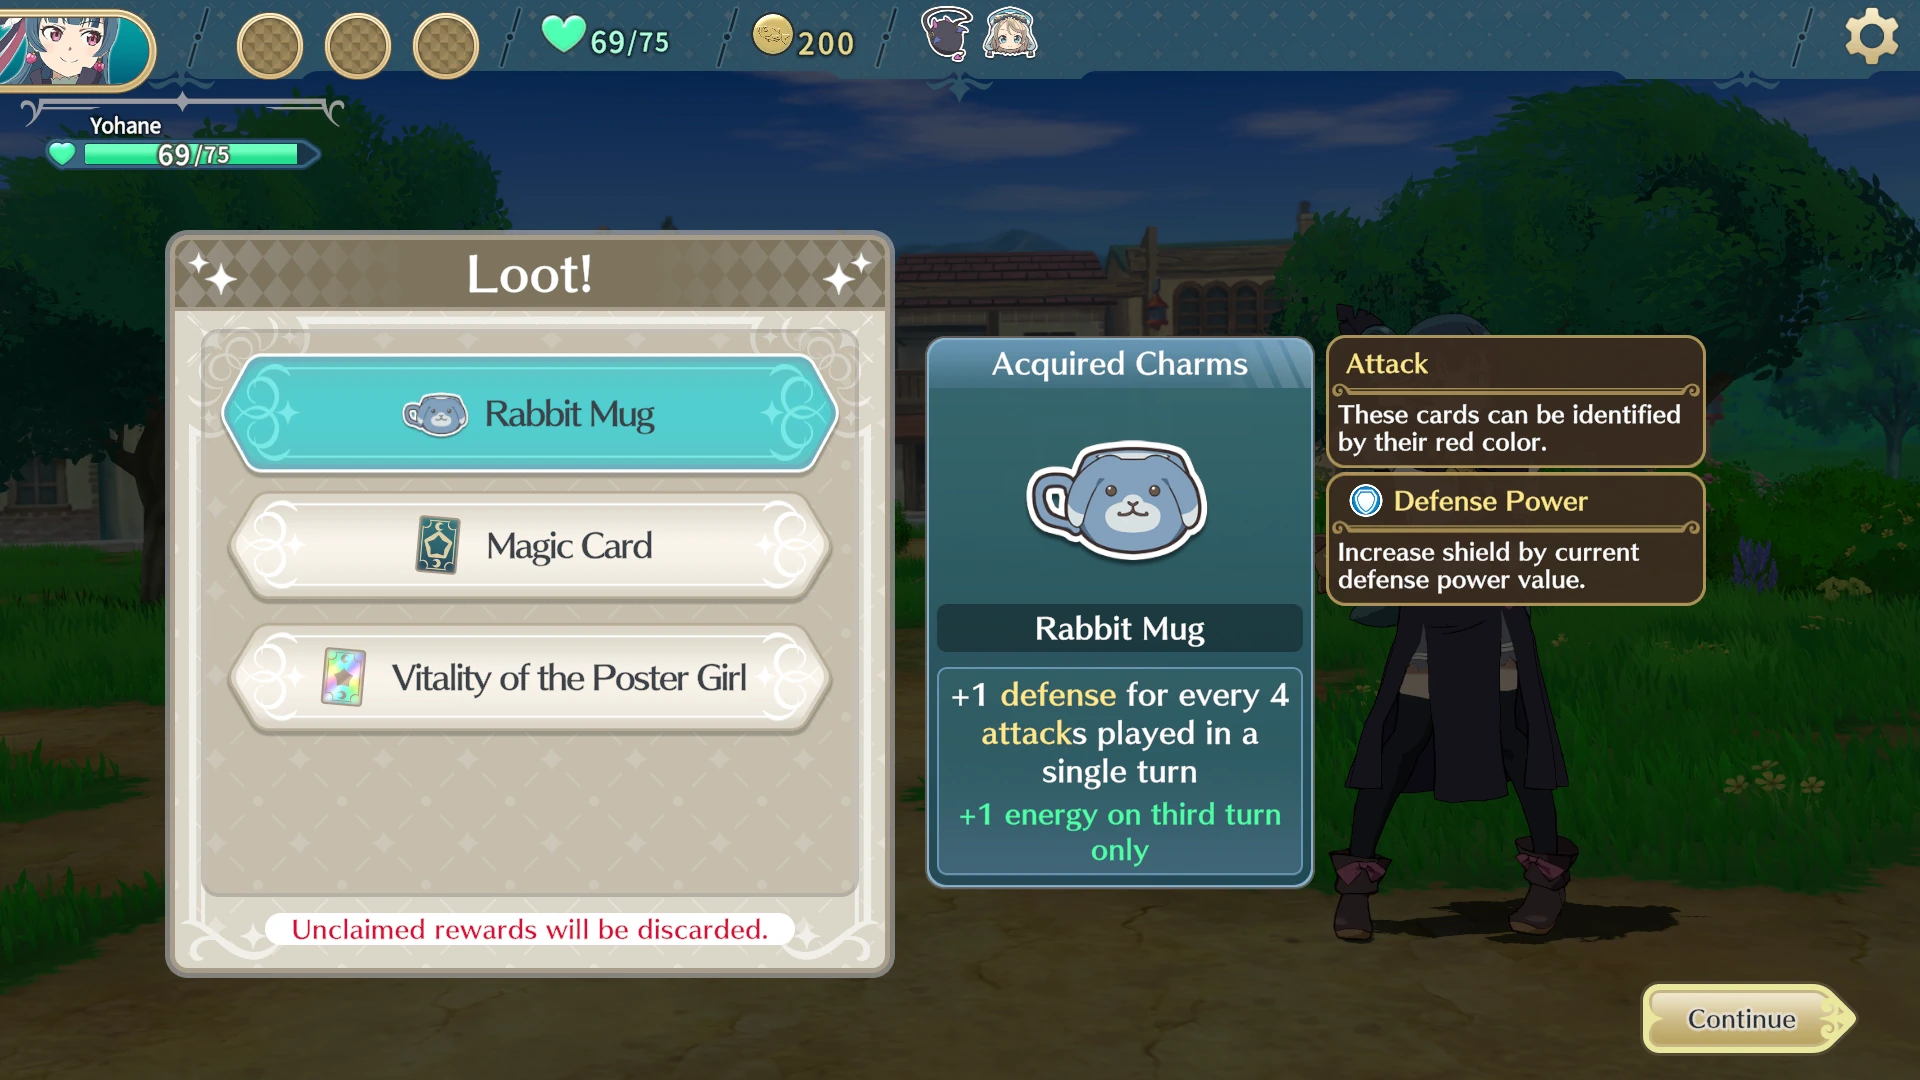 69/75
200
Yohane
69/75
Loot!
Rabbit Mug
Magic Card
Vitality of the Poster Girl
Unclaimed rewards will be discarded.
Acquired Charms
Rabbit Mug
+1 defense for every 4
attacks played in a
single turn
+1 energy on third turn
only
Attack
These cards can be identified
by their red color.
Defense Power
Increase shield by current
defense power value.
Continue